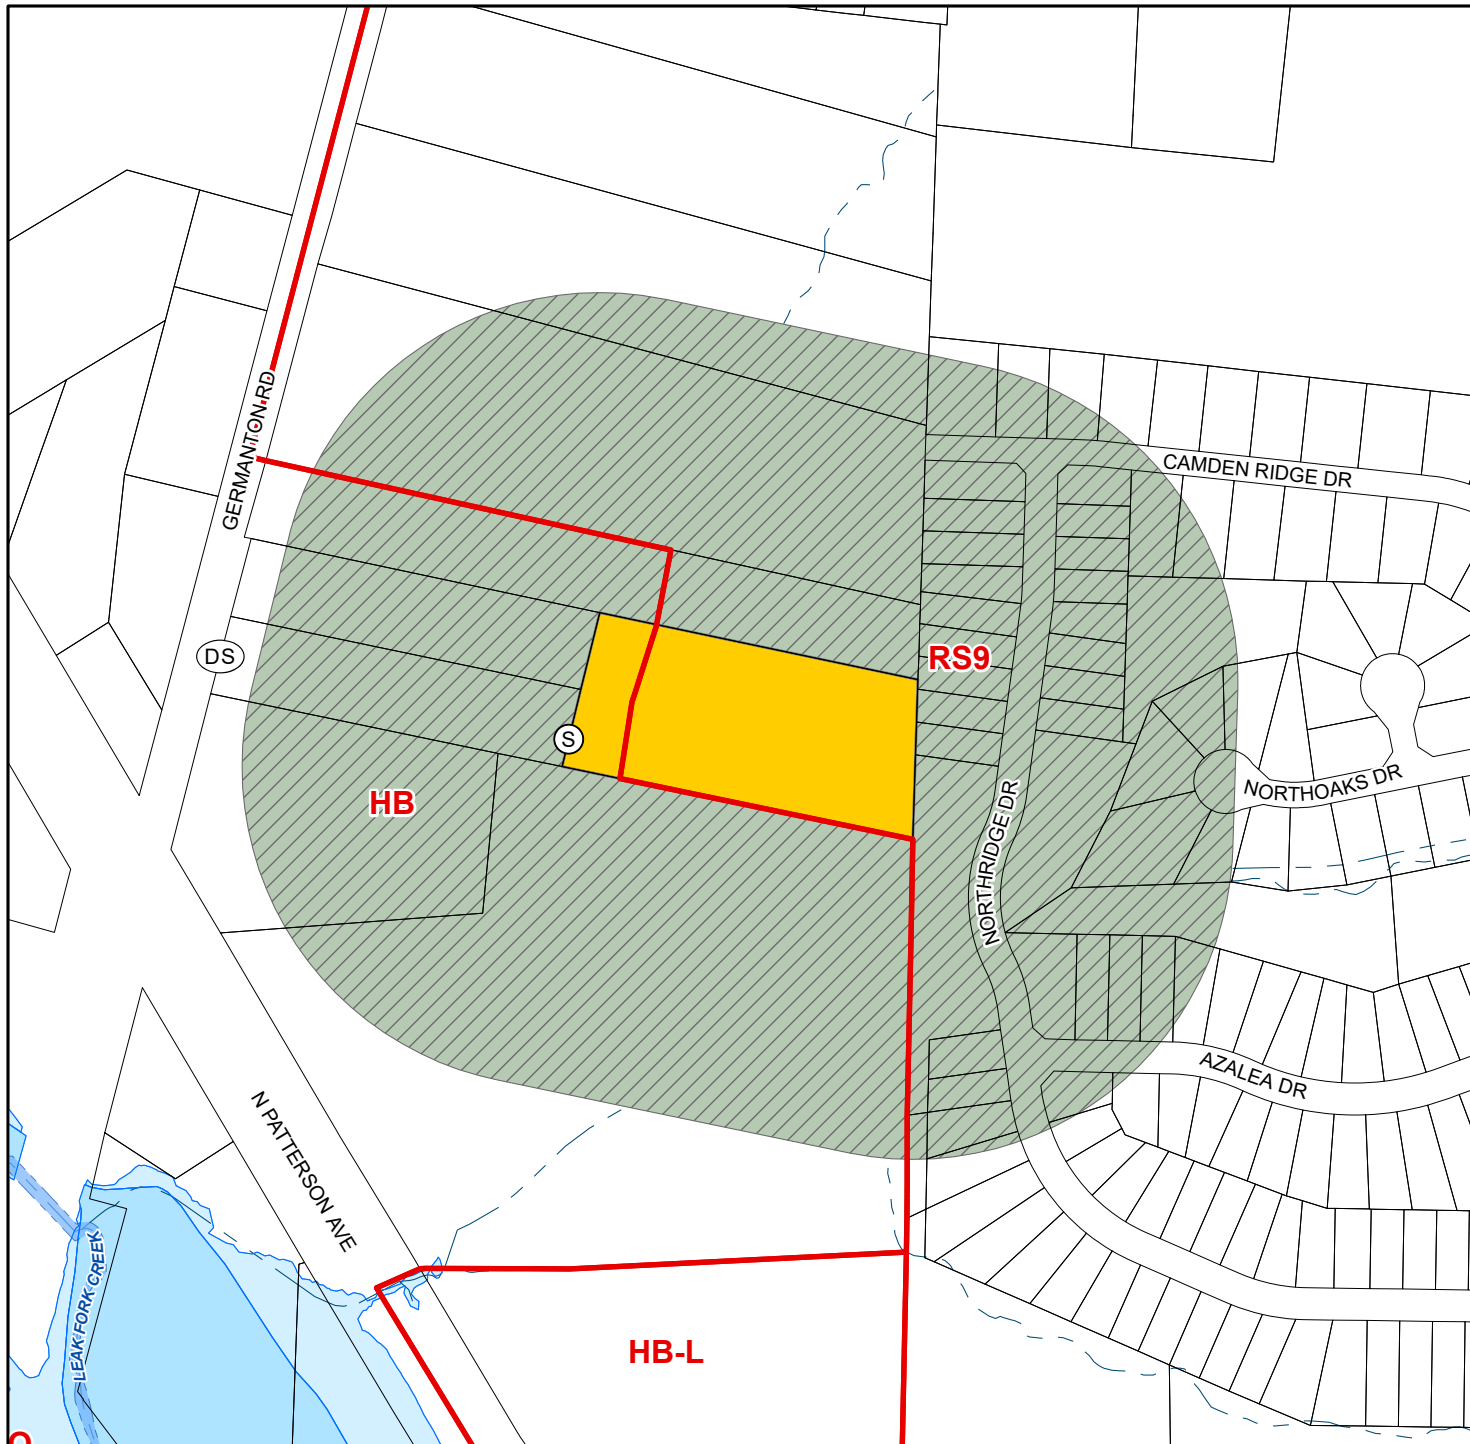 GERMANTON RD
CAMDEN RIDGE DR
DS
RS9
S
HB
NORTHOAKS DR
NORTHRIDGE DR
AZALEA DR
N PATTERSON AVE
LEAK FORK CREEK
HB-L